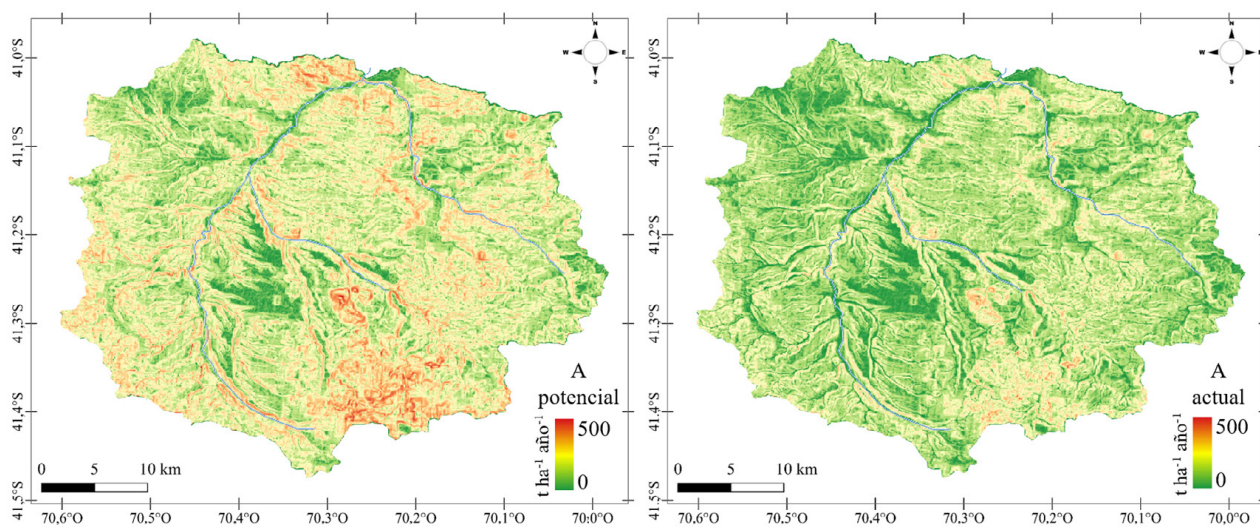 N
W E
S
41,0°S
41,1°S
41,2°S
41,3°S
41,4°S
41,5°S
A
potencial
t ha⁻¹ año⁻¹
500
0
0 5 10 km
70,6°O 70,5°O 70,4°O 70,3°O 70,2°O 70,1°O 70,0°O
N
W E
S
41,0°S
41,1°S
41,2°S
41,3°S
41,4°S
41,5°S
A
actual
t ha⁻¹ año⁻¹
500
0
0 5 10 km
70,6°O 70,5°O 70,4°O 70,3°O 70,2°O 70,1°O 70,0°O